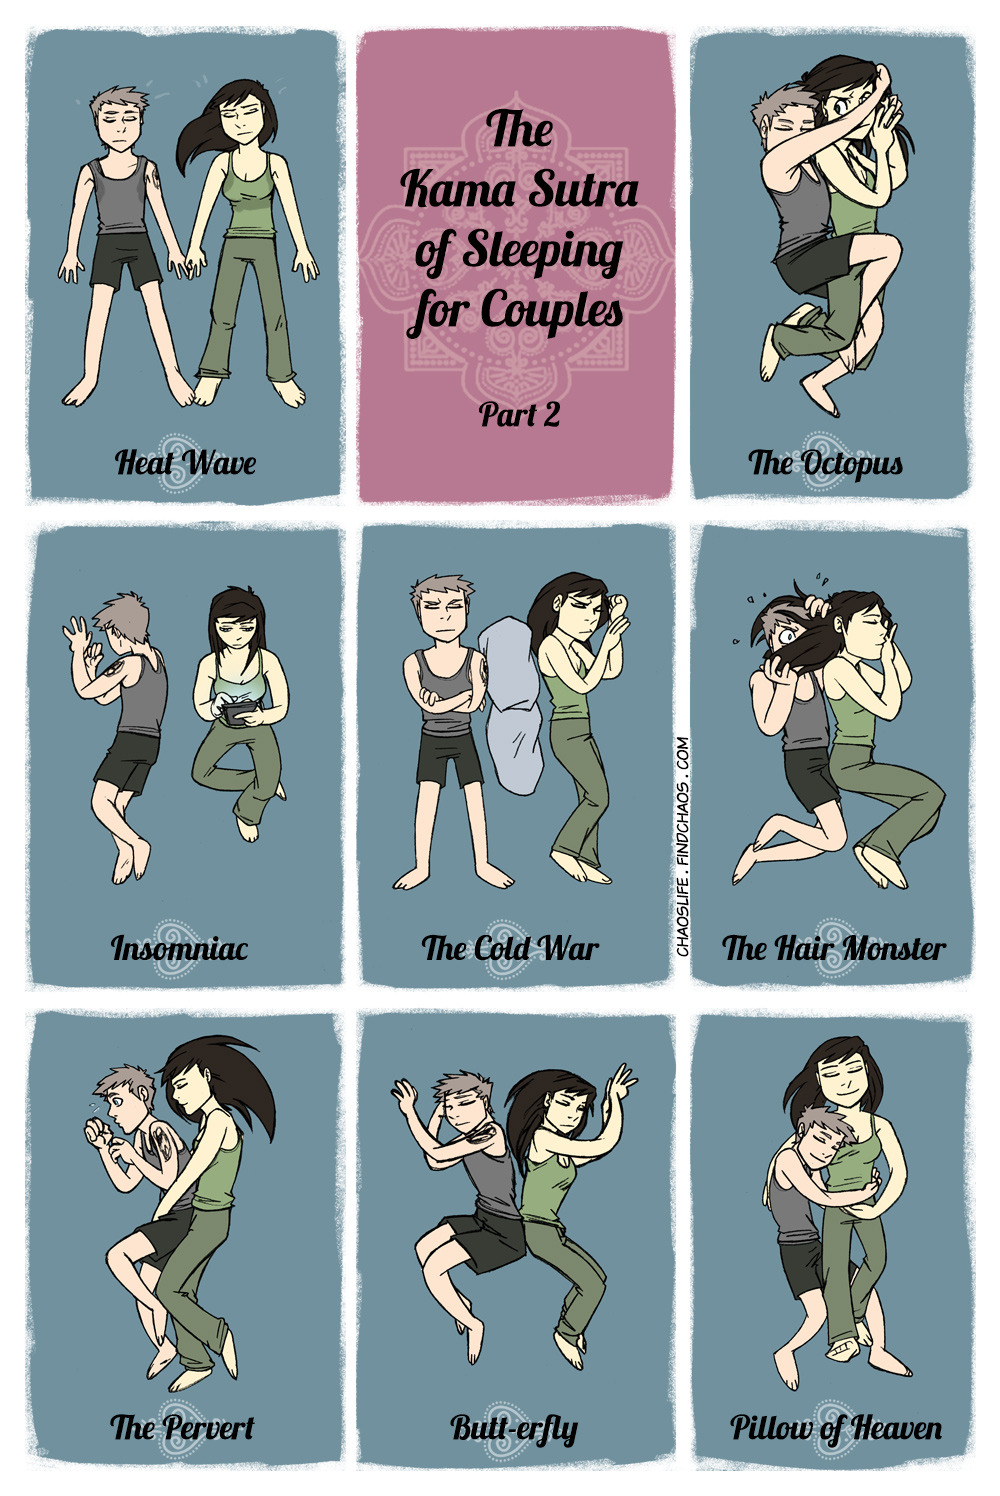 The
Kama Sutra
of Sleeping
for Couples
Part 2
Heat Wave
The Octopus
Insomniac
The Cold War
The Hair Monster
CHAOSLIFE.FINDCHAOS.COM
The Pervert
Butt-erfly
Pillow of Heaven